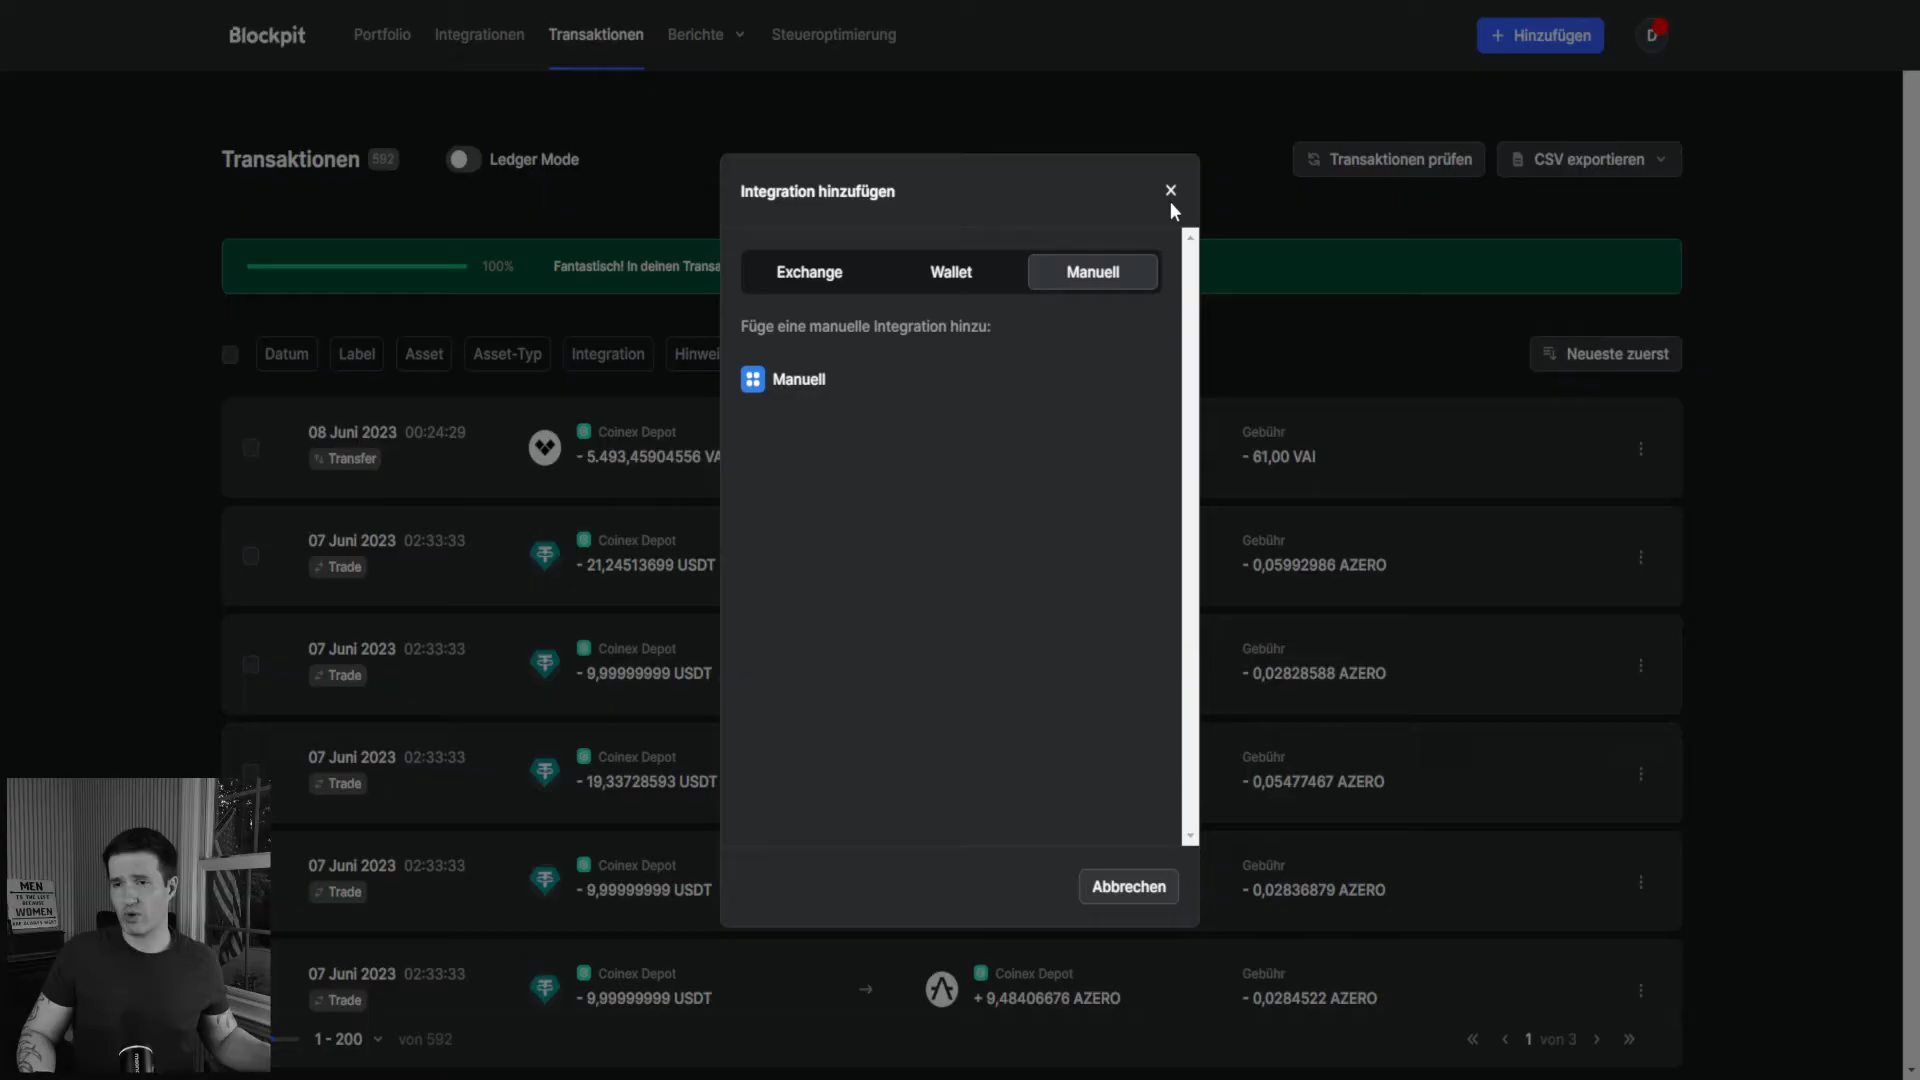 Blockpit
Portfolio
Integrationen
Transaktionen
Berichte
Steueroptimierung
+ Hinzufügen
D
Transaktionen 592
Ledger Mode
Transaktionen prüfen
CSV exportieren
Integration hinzufügen
100%
Fantastisch! In deinen Transa
Exchange
Wallet
Manuell
Füge eine manuelle Integration hinzu:
Manuell
Datum
Label
Asset
Asset-Typ
Integration
Hinwei
Neueste zuerst
08 Juni 2023 00:24:29
Transfer
Coinex Depot
- 5.493,45904556 VA
Gebühr
- 61,00 VAI
07 Juni 2023 02:33:33
Trade
Coinex Depot
- 21,24513699 USDT
Gebühr
- 0,05992986 AZERO
07 Juni 2023 02:33:33
Trade
Coinex Depot
- 9,99999999 USDT
Gebühr
- 0,02828588 AZERO
07 Juni 2023 02:33:33
Trade
Coinex Depot
- 19,33728593 USDT
Gebühr
- 0,05477467 AZERO
07 Juni 2023 02:33:33
Trade
Coinex Depot
- 9,99999999 USDT
Gebühr
- 0,02836879 AZERO
Abbrechen
07 Juni 2023 02:33:33
Trade
Coinex Depot
- 9,99999999 USDT
→
Coinex Depot
+ 9,48406676 AZERO
Gebühr
- 0,0284522 AZERO
1 - 200
von 592
« ‹ 1 von 3 › »
MEN
TO THE LEFT
BECAUSE
WOMEN
ARE ALWAYS RIGHT